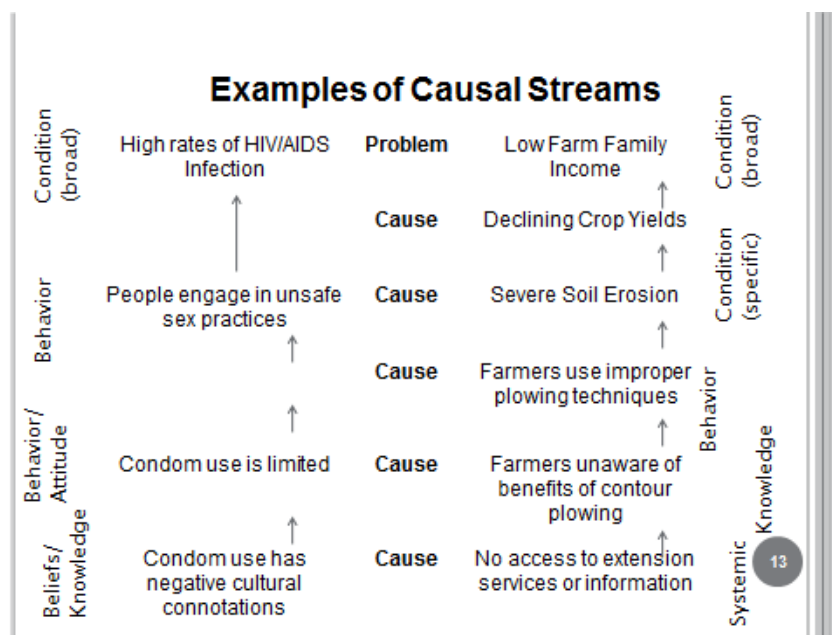 Examples of Causal Streams
Condition
(broad)
High rates of HIV/AIDS
Infection
Problem
Low Farm Family
Income
Condition
(broad)
Cause
Declining Crop Yields
Behavior
People engage in unsafe
sex practices
Cause
Severe Soil Erosion
Condition
(specific)
Cause
Farmers use improper
plowing techniques
Behavior
Behavior/
Attitude
Condom use is limited
Cause
Farmers unaware of
benefits of contour
plowing
Knowledge
Beliefs/
Knowledge
Condom use has
negative cultural
connotations
Cause
No access to extension
services or information
Systemic
13